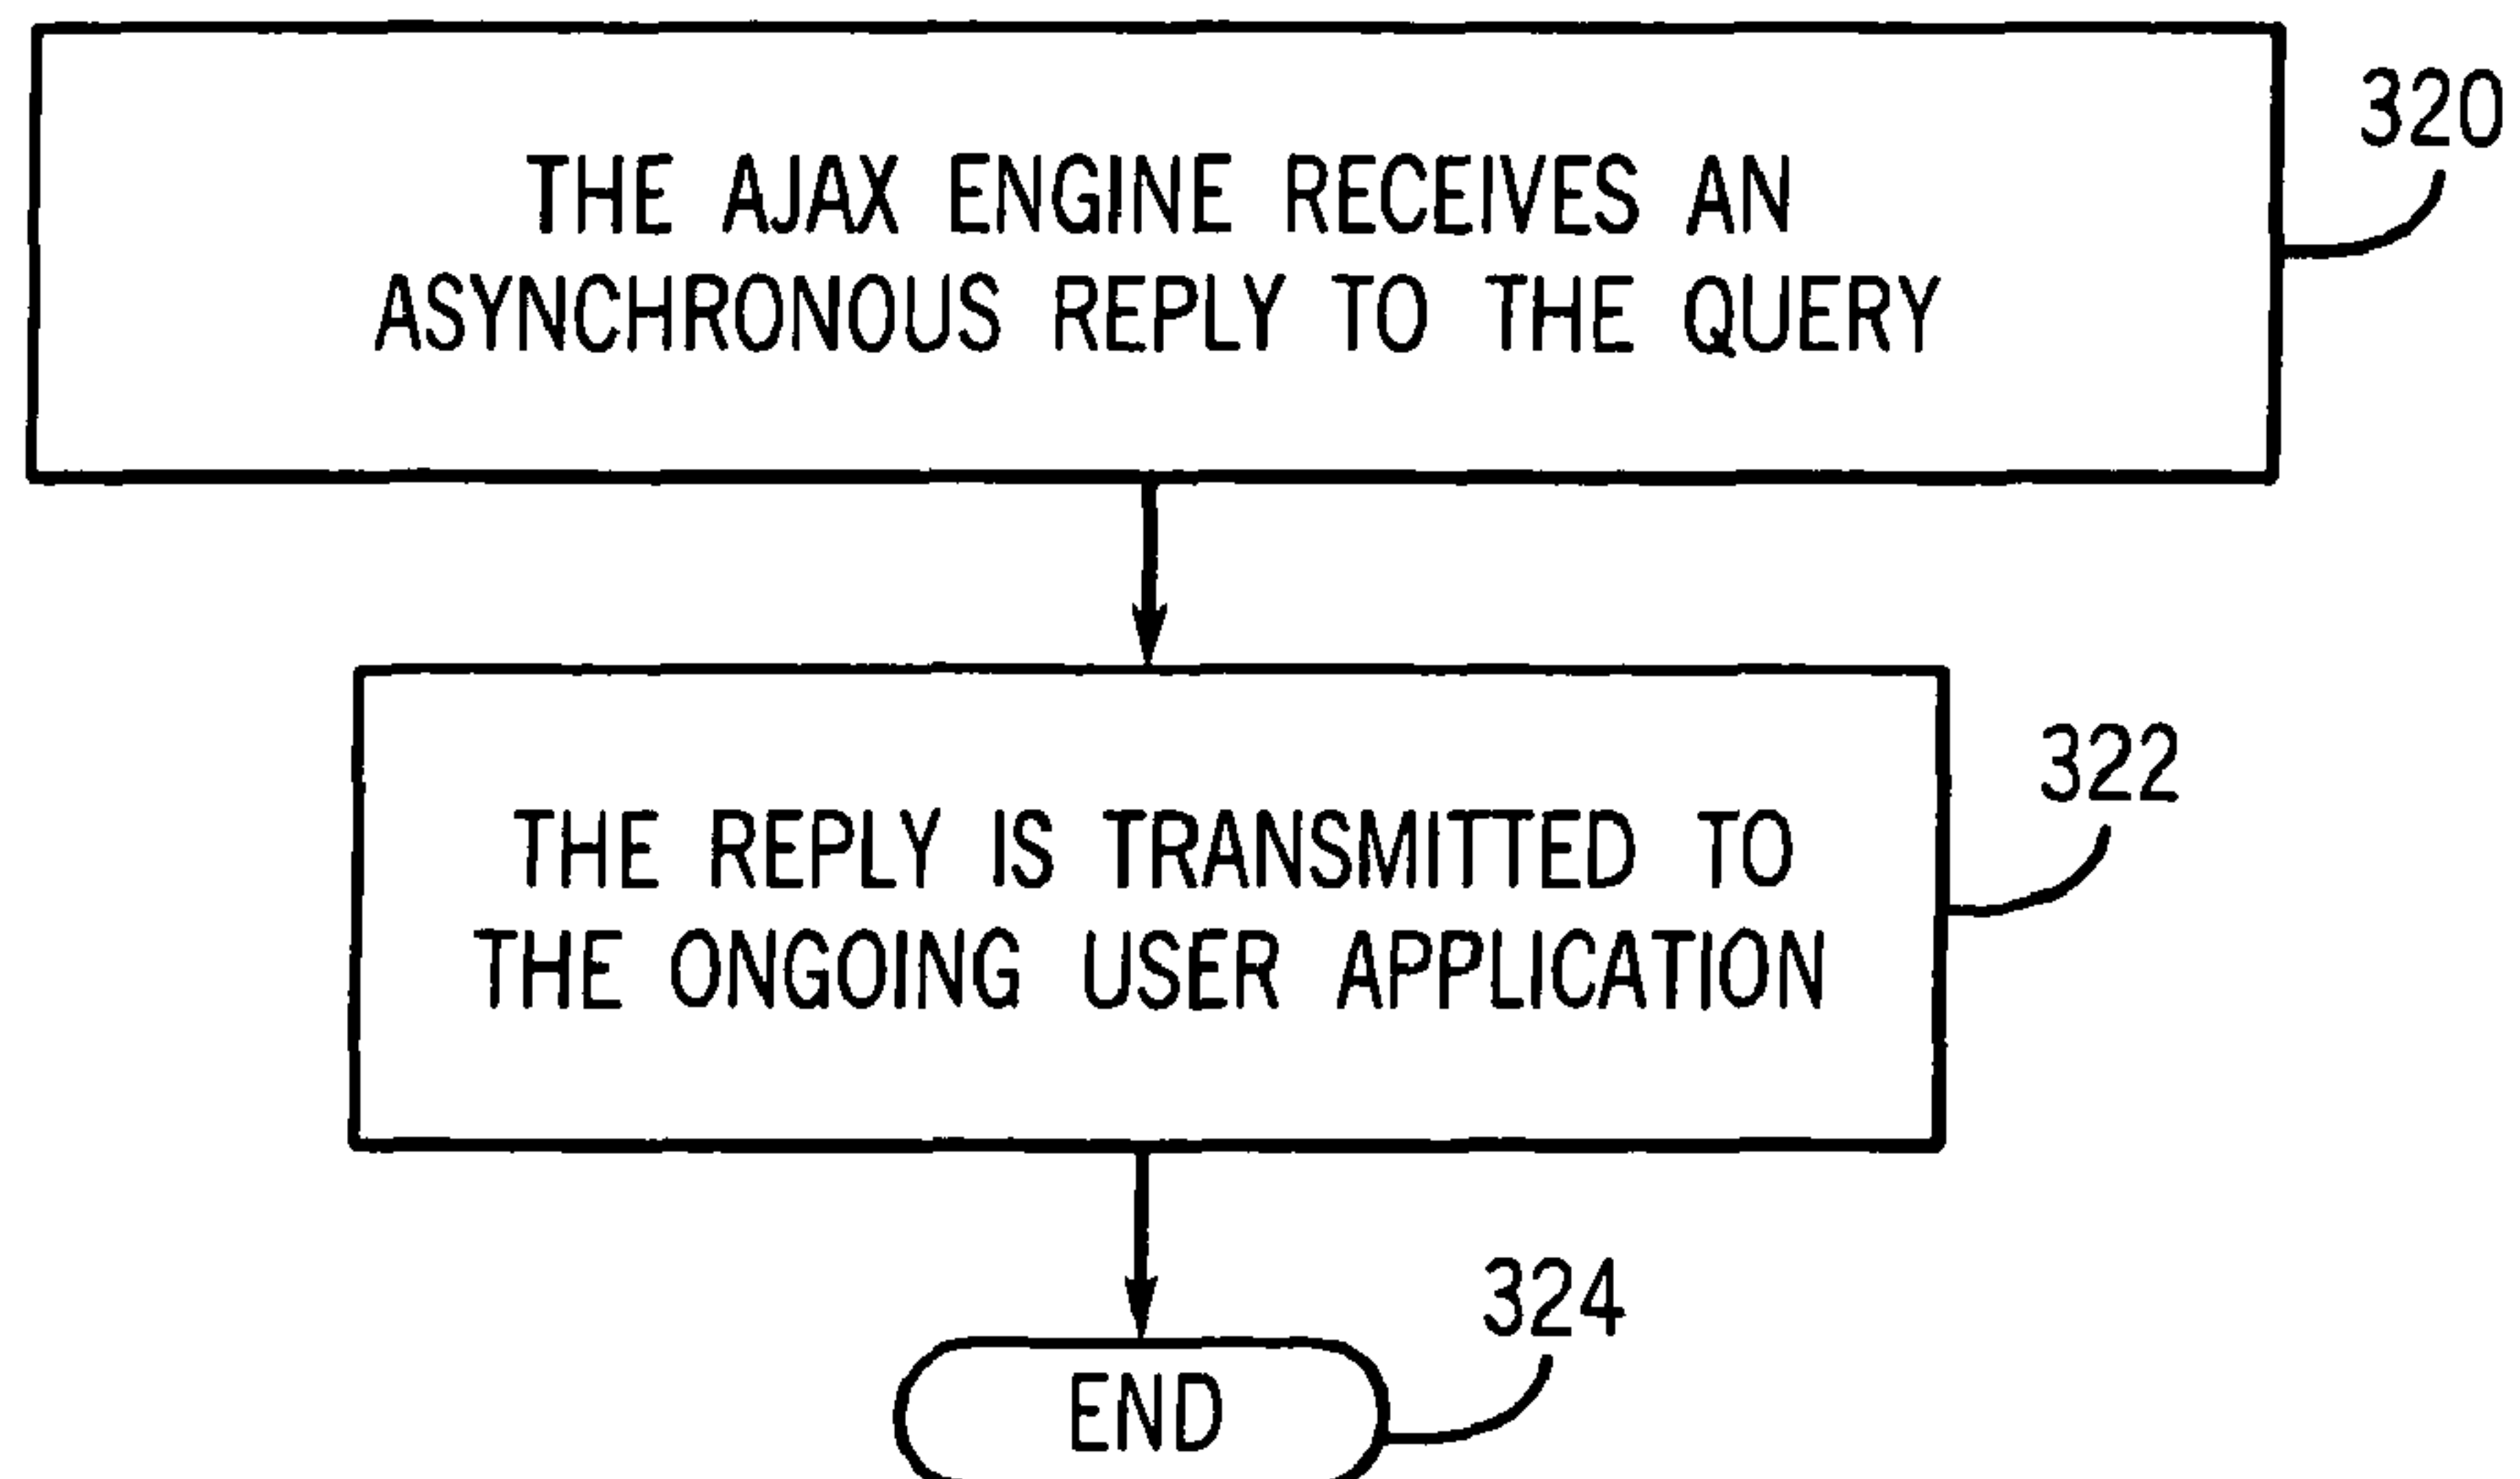 320
THE AJAX ENGINE RECEIVES AN
ASYNCHRONOUS REPLY TO THE QUERY
322
THE REPLY IS TRANSMITTED TO
THE ONGOING USER APPLICATION
324
END